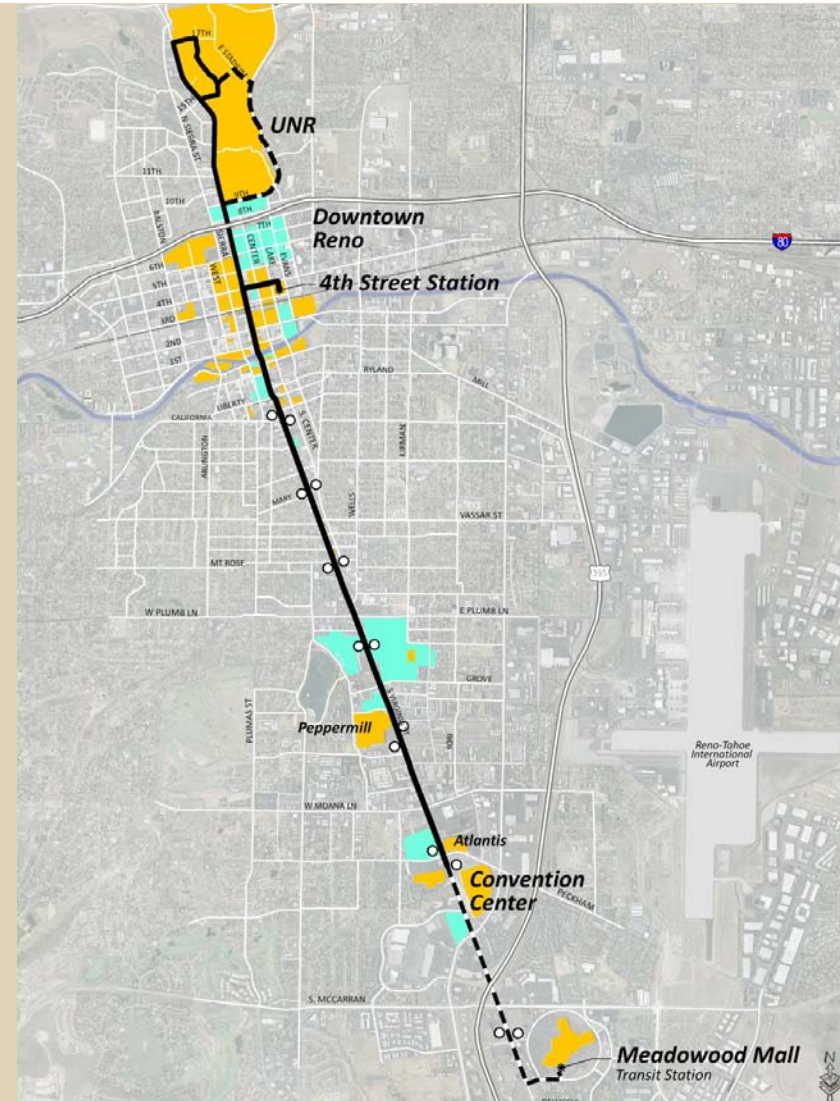 17TH
E STADIUM
15TH
N SIERRA ST
UNR
11TH
10TH
9TH
8TH
7TH
RALSTON
SIERRA
CENTER
LAKE
EVANS
Downtown
Reno
80
6TH
WEST
5TH
4TH
4th Street Station
3RD
2ND
1ST
RYLAND
MILL
LIBERTY
CALIFORNIA
S. CENTER
ARLINGTON
KIRMAN
MARY
WELLS
VASSAR ST
MT ROSE
395
W PLUMB LN
E PLUMB LN
GROVE
PLUMAS ST
S VIRGINIA ST
Peppermill
Reno-Tahoe
International
Airport
W MOANA LN
Atlantis
Convention
Center
PECKHAM
S. MCCARRAN
Meadowood Mall
Transit Station
N